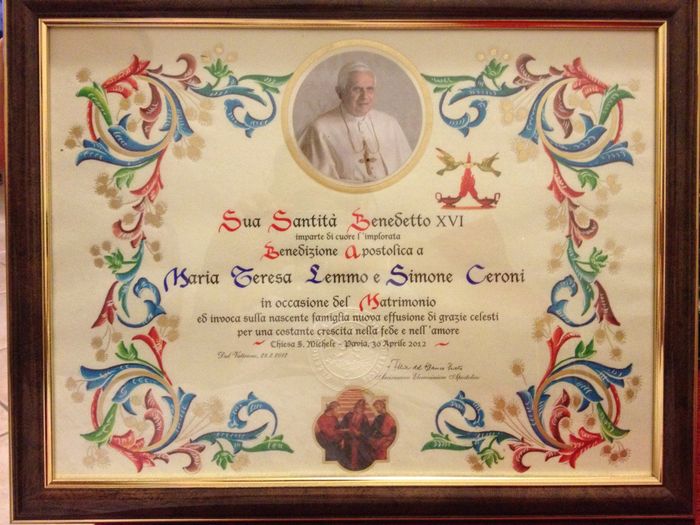 Sua Santità Benedetto XVI
imparte di cuore l'implorata
Benedizione Apostolica a
Maria Teresa Lemmo e Simone Ceroni
in occasione del Matrimonio
ed invoca sulla nascente famiglia nuova effusione di grazie celesti
per una costante crescita nella fede e nell'amore
~ Chiesa S. Michele - Pavia, 30 Aprile 2012 ~
Dal Vaticano,